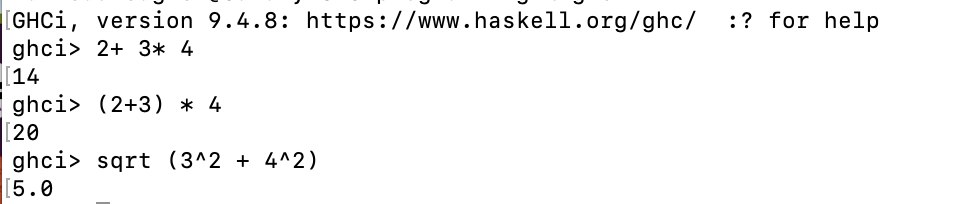 GHCi, version 9.4.8: https://www.haskell.org/ghc/  :? for help
ghci> 2+ 3* 4
14
ghci> (2+3) * 4
20
ghci> sqrt (3^2 + 4^2)
5.0